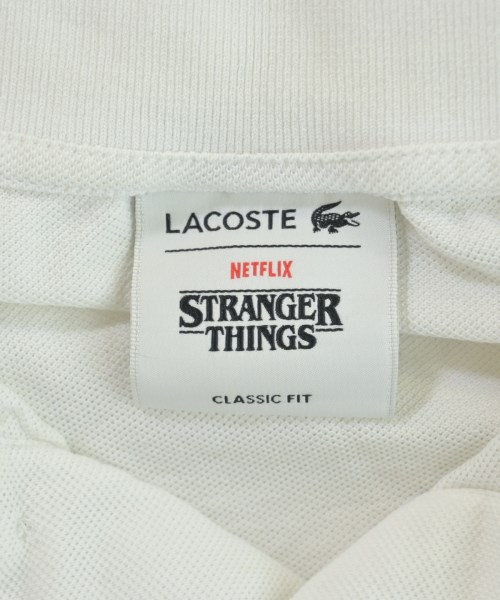 LACOSTE
NETFLIX
STRANGER
THINGS
CLASSIC FIT